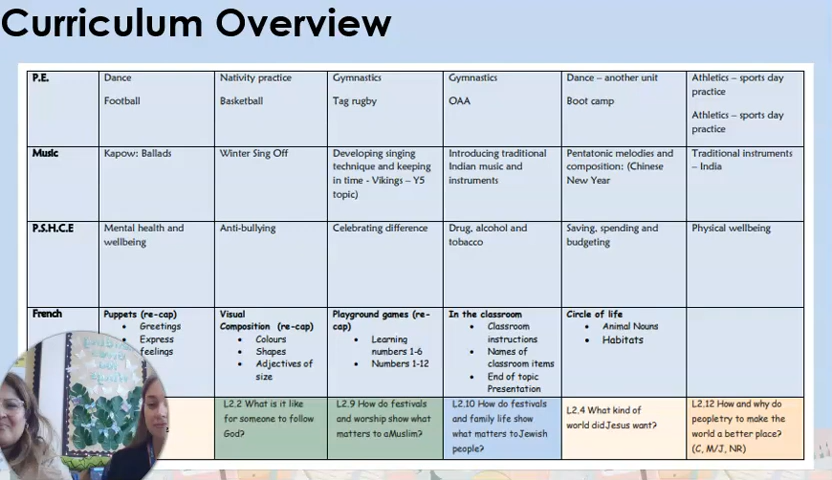 Curriculum Overview
P.E.
Dance
Football
Nativity practice
Basketball
Gymnastics
Tag rugby
Gymnastics
OAA
Dance – another unit
Boot camp
Athletics – sports day
practice
Athletics – sports day
practice
Music
Kapow: Ballads
Winter Sing Off
Developing singing
technique and keeping
in time - Vikings – Y5
topic)
Introducing traditional
Indian music and
instruments
Pentatonic melodies and
composition: (Chinese
New Year
Traditional instruments
– India
P.S.H.C.E
Mental health and
wellbeing
Anti-bullying
Celebrating difference
Drug, alcohol and
tobacco
Saving, spending and
budgeting
Physical wellbeing
French
Puppets (re-cap)
• Greetings
• Express
feelings
Visual
Composition (re-cap)
• Colours
• Shapes
• Adjectives of
size
Playground games (re-
cap)
• Learning
numbers 1-6
• Numbers 1-12
In the classroom
• Classroom
instructions
• Names of
classroom items
• End of topic
Presentation
Circle of life
• Animal Nouns
• Habitats
L2.2 What is it like
for someone to follow
God?
L2.9 How do festivals
and worship show what
matters to aMuslim?
L2.10 How do festivals
and family life show
what matters toJewish
people?
L2.4 What kind of
world didJesus want?
L2.12 How and why do
peopletry to make the
world a better place?
(C, M/J, NR)